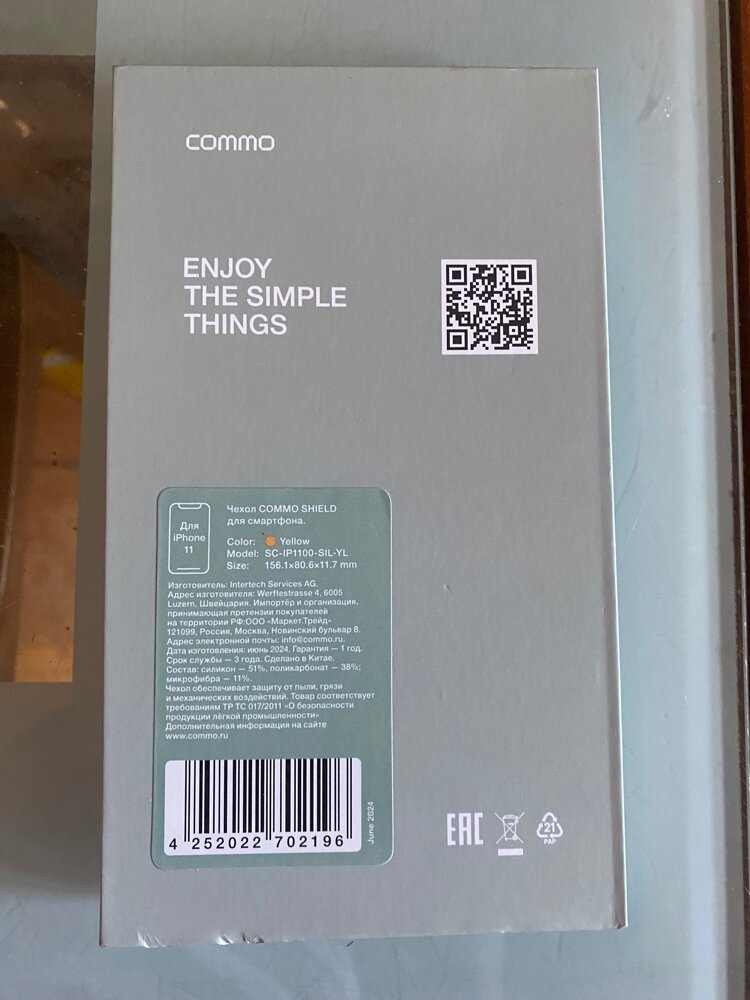 COMMO
ENJOY
THE SIMPLE
THINGS
Для
iPhone
11
Чехол COMMO SHIELD
для смартфона.
Color: Yellow
Model: SC-IP1100-SIL-YL
Size: 156.1×80.6×11.7 mm
Изготовитель: Intertech Services AG.
Адрес изготовителя: Werftestrasse 4, 6005
Luzern, Швейцария. Импортёр и организация,
принимающая претензии покупателей
на территории РФ:ООО «Маркет.Трейд»
121099, Россия, Москва, Новинский бульвар 8.
Адрес электронной почты: info@commo.ru.
Дата изготовления: июнь 2024. Гарантия — 1 год.
Срок службы — 3 года. Сделано в Китае.
Состав: силикон — 51%, поликарбонат — 38%;
микрофибра — 11%.
Чехол обеспечивает защиту от пыли, грязи
и механических воздействий. Товар соответствует
требованиям ТР ТС 017/2011 «О безопасности
продукции лёгкой промышленности»
Дополнительная информация на сайте
www.commo.ru
4 252022 702196
June 2024
EAC
21
PAP